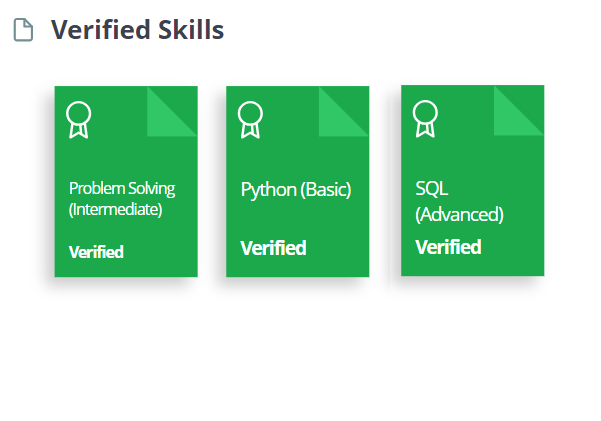 Verified Skills
Problem Solving
(Intermediate)
Verified
Python (Basic)
Verified
SQL
(Advanced)
Verified